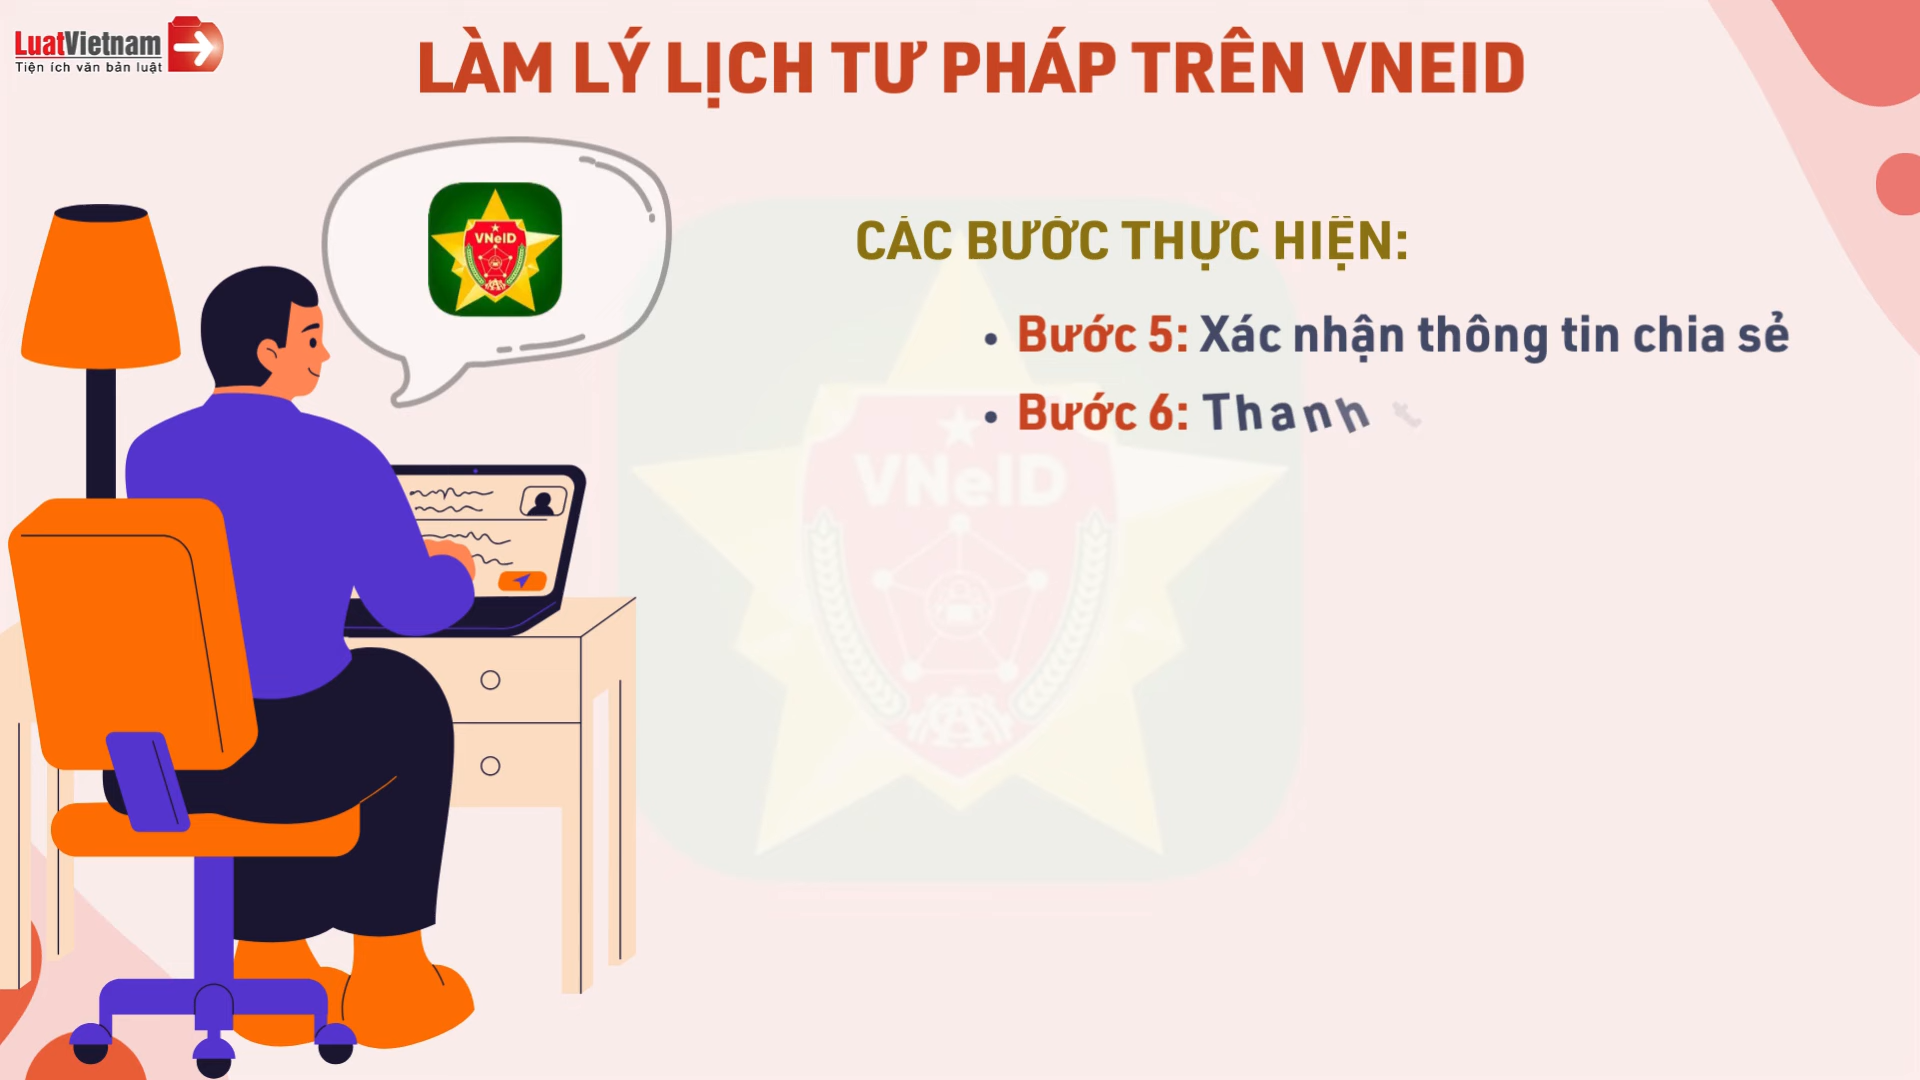 LuatVietnam
Tiện ích văn bản luật
LÀM LÝ LỊCH TƯ PHÁP TRÊN VNEID
VNeID
CÁC BƯỚC THỰC HIỆN:
Bước 5: Xác nhận thông tin chia sẻ
Bước 6: Thanh t
VNeID